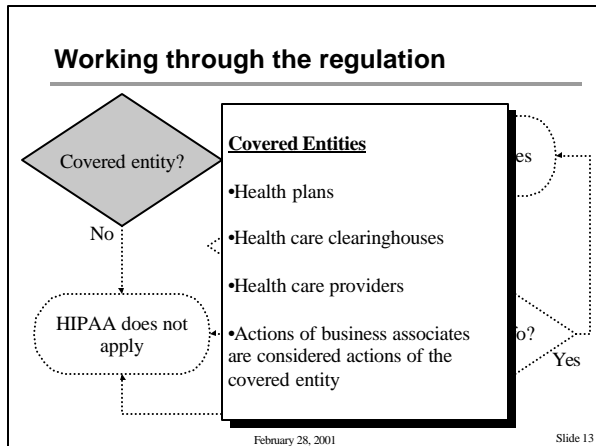 Working through the regulation
Covered entity?
No
HIPAA does not
apply
Covered Entities
•Health plans
•Health care clearinghouses
•Health care providers
•Actions of business associates
are considered actions of the
covered entity
es
o?
Yes
February 28, 2001
Slide 13